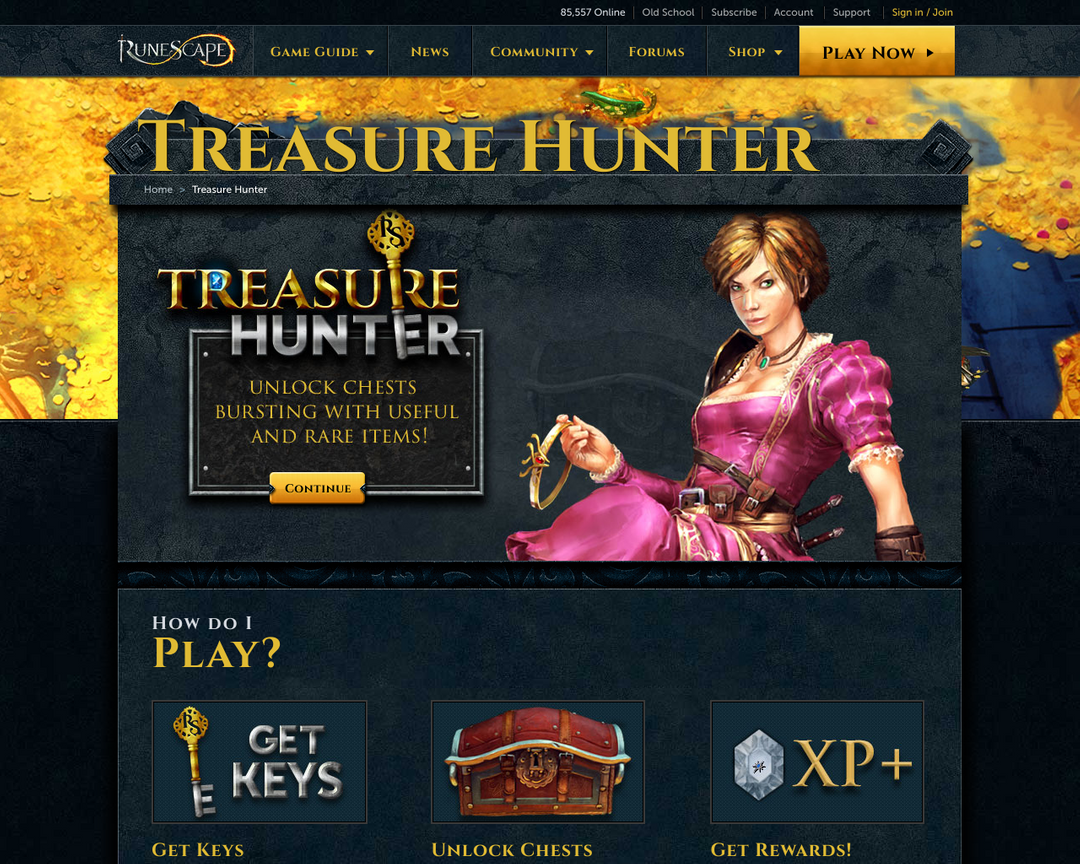 85,557 Online
Old School
Subscribe
Account
Support
Sign in / Join
RuneScape
Game Guide
News
Community
Forums
Shop
Play Now
Treasure Hunter
Home > Treasure Hunter
RS
TREASURE
HUNTER
UNLOCK CHESTS
BURSTING WITH USEFUL
AND RARE ITEMS!
Continue
How do I
Play?
RS
GET
KEYS
XP+
Get Keys
Unlock Chests
Get Rewards!